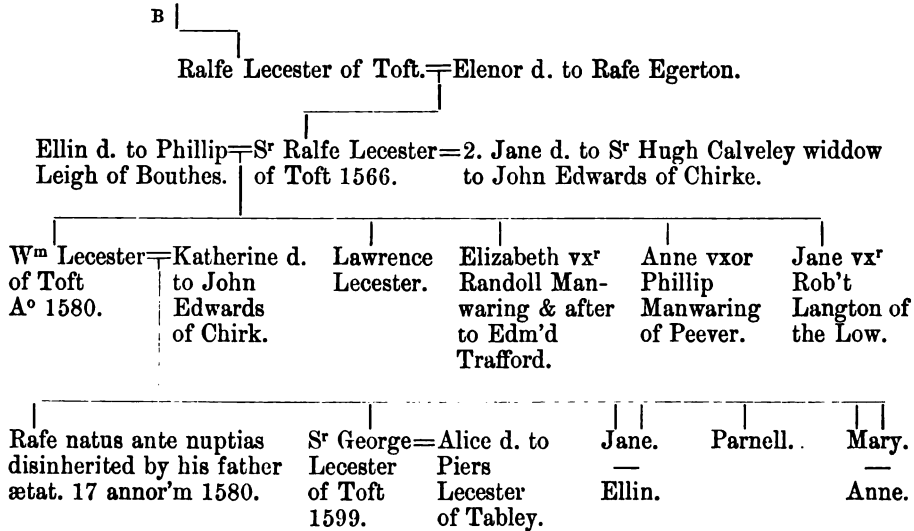 B
Ralfe Lecester of Toft.=Elenor d. to Rafe Egerton.
Ellin d. to Phillip=Sʳ Ralfe Lecester=2. Jane d. to Sʳ Hugh Calveley widdow
Leigh of Bouthes. of Toft 1566. to John Edwards of Chirke.
Wᵐ Lecester=Katherine d.
of Toft to John
Aº 1580. Edwards
of Chirk.
Lawrence
Lecester.
Elizabeth vxʳ
Randoll Man-
waring & after
to Edm'd
Trafford.
Anne vxor
Phillip
Manwaring
of Peever.
Jane vxʳ
Rob't
Langton of
the Low.
Rafe natus ante nuptias
disinherited by his father
ætat. 17 annor'm 1580.
Sʳ George=Alice d. to
Lecester Piers
of Toft Lecester
1599. of Tabley.
Jane.
Ellin.
Parnell.
Mary.
Anne.